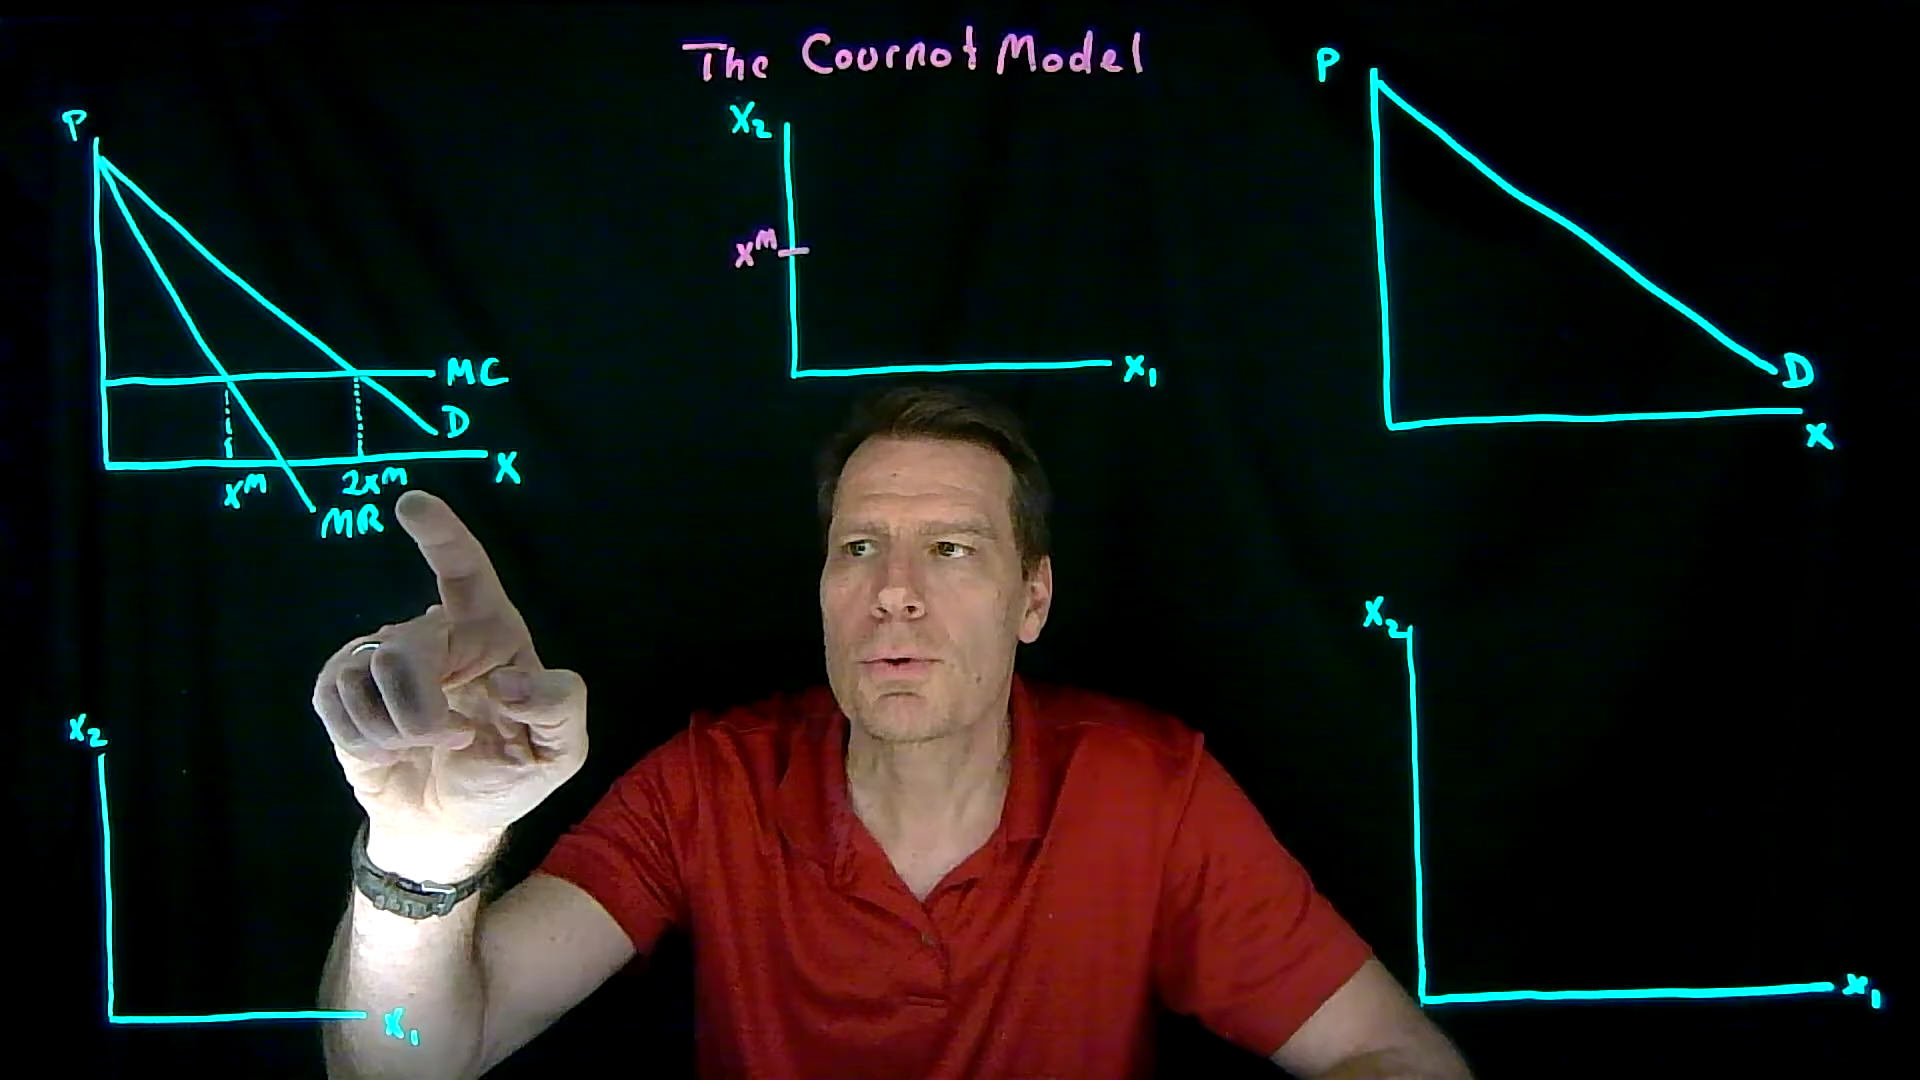 The Cournot Model
P
MC
D
X
x^M
2x^M
MR
X₂
x^M
X₁
P
D
X
X₂
X₁
X₂
X₁